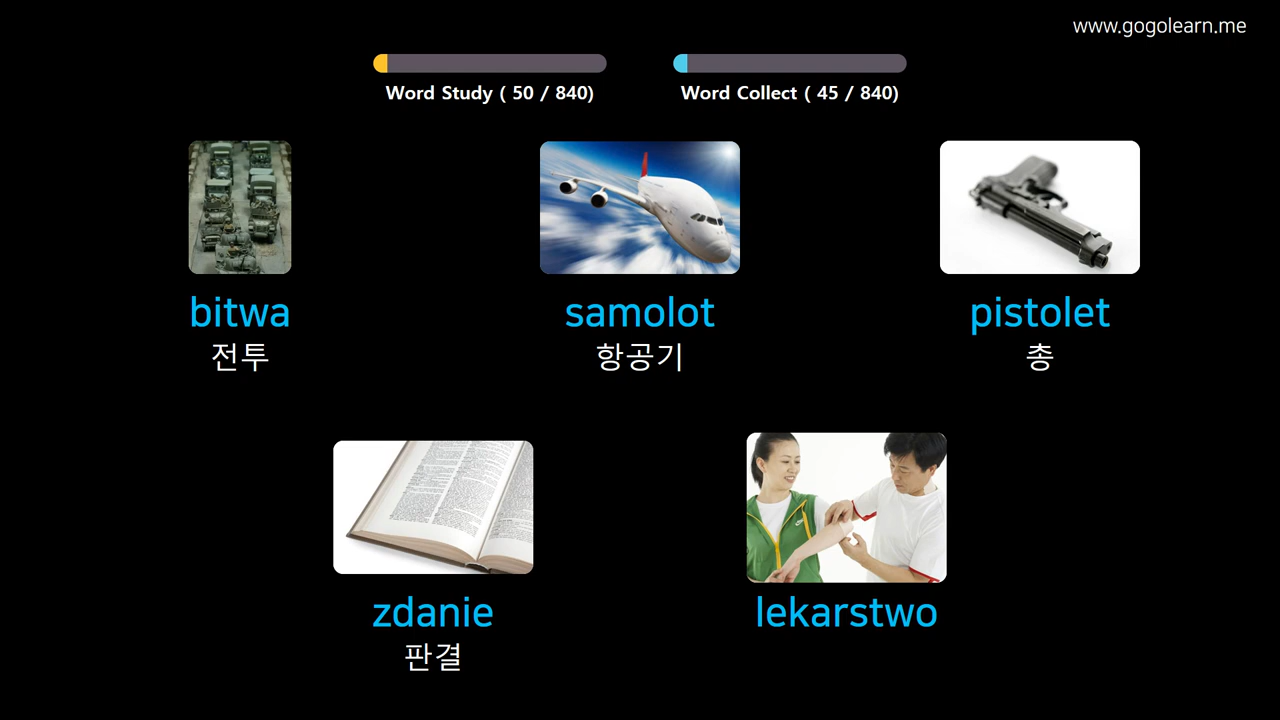 www.gogolearn.me
Word Study ( 50 / 840)
Word Collect ( 45 / 840)
bitwa
전투
samolot
항공기
pistolet
총
zdanie
판결
lekarstwo